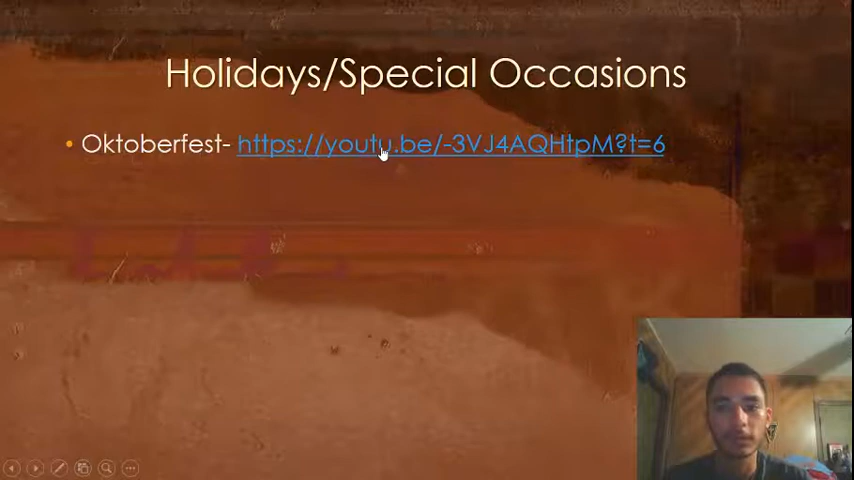 Holidays/Special Occasions
• Oktoberfest- https://youtu.be/-3VJ4AQHtpM?t=6